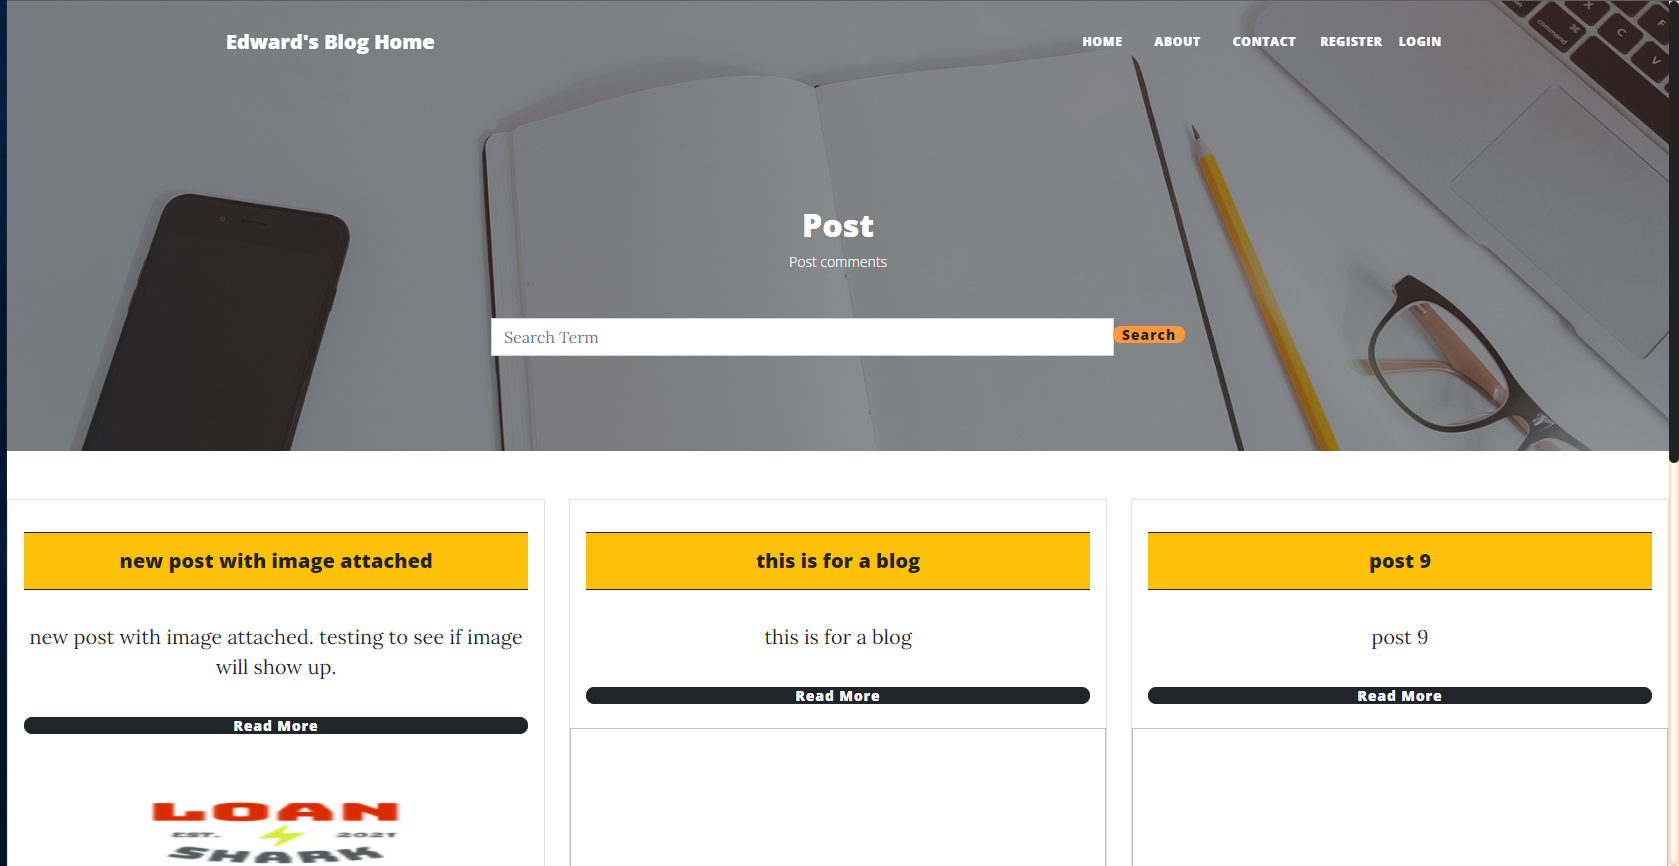 Edward's Blog Home
HOME ABOUT CONTACT REGISTER LOGIN
Post
Post comments
Search Term Search
new post with image attached
new post with image attached. testing to see if image
will show up.
Read More
LOAN
EST. 2021
SHARK
this is for a blog
this is for a blog
Read More
post 9
post 9
Read More
command
⌘
X
C
F
V